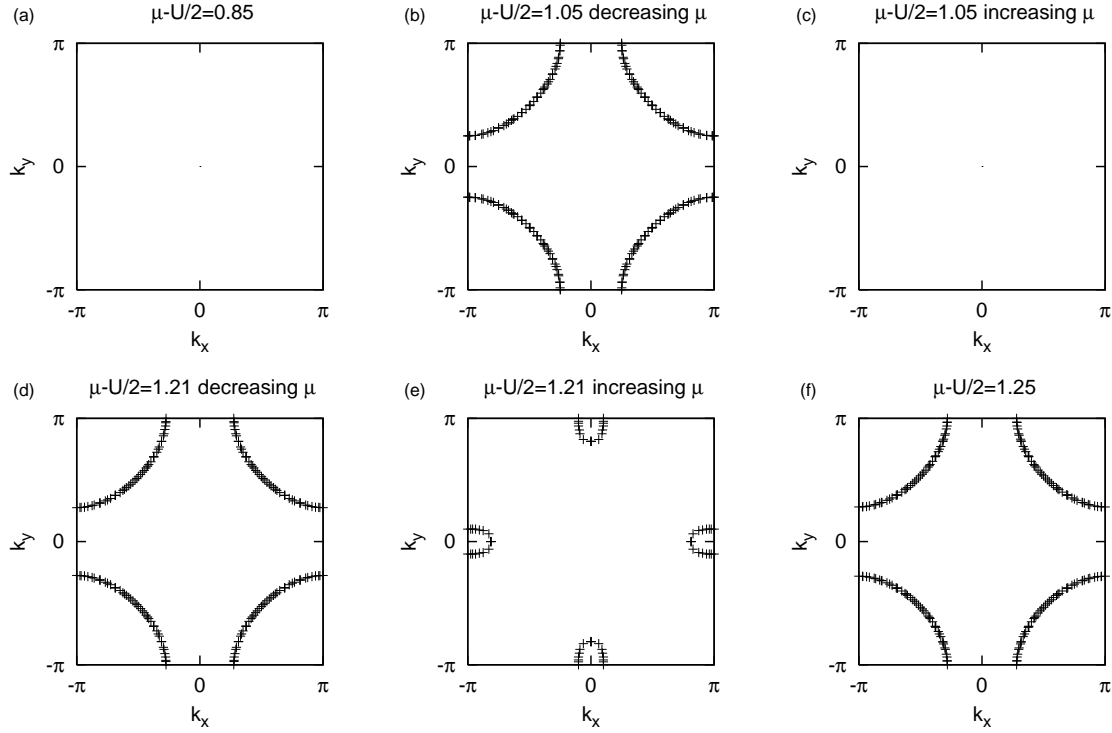 (a) μ-U/2=0.85
π
0
-π
k_y
-π 0 π
k_x
(b) μ-U/2=1.05 decreasing μ
π
0
-π
k_y
-π 0 π
k_x
(c) μ-U/2=1.05 increasing μ
π
0
-π
k_y
-π 0 π
k_x
(d) μ-U/2=1.21 decreasing μ
π
0
-π
k_y
-π 0 π
k_x
(e) μ-U/2=1.21 increasing μ
π
0
-π
k_y
-π 0 π
k_x
(f) μ-U/2=1.25
π
0
-π
k_y
-π 0 π
k_x